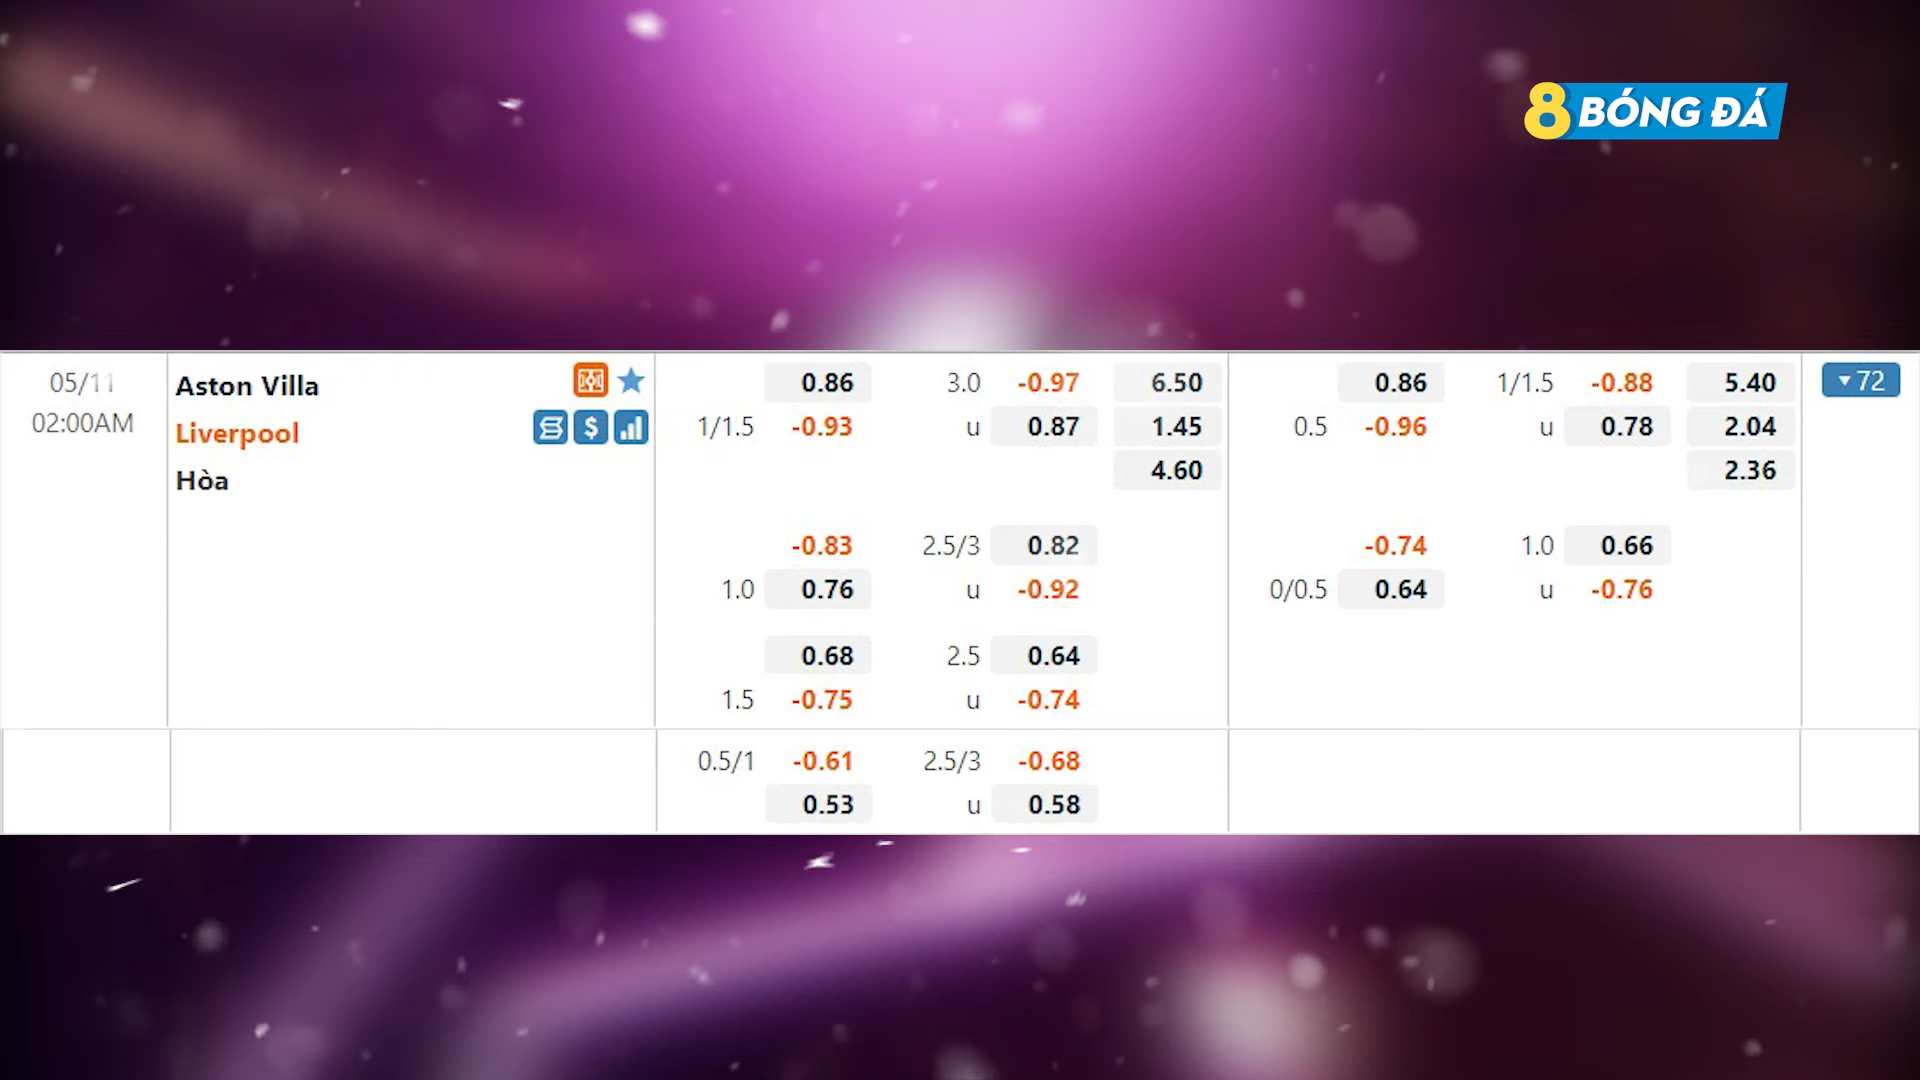 8 BÓNG ĐÁ
05/11 Aston Villa 0.86 3.0 -0.97 6.50 0.86 1/1.5 -0.88 5.40 72
02:00AM Liverpool 1/1.5 -0.93 u 0.87 1.45 0.5 -0.96 u 0.78 2.04
Hòa 4.60 2.36
-0.83 2.5/3 0.82 -0.74 1.0 0.66
1.0 0.76 u -0.92 0/0.5 0.64 u -0.76
0.68 2.5 0.64
1.5 -0.75 u -0.74
0.5/1 -0.61 2.5/3 -0.68
0.53 u 0.58